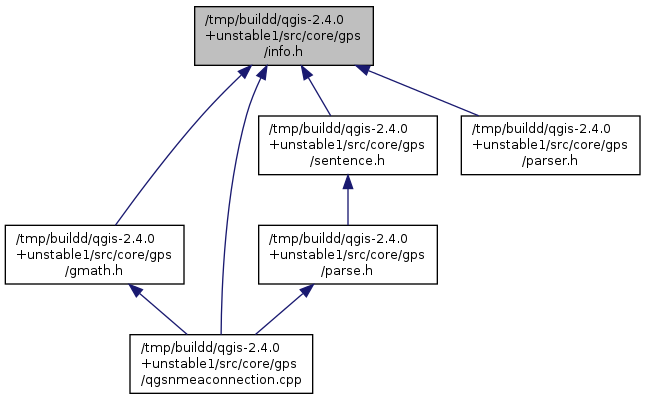 /tmp/buildd/qgis-2.4.0
+unstable1/src/core/gps
/info.h
/tmp/buildd/qgis-2.4.0
+unstable1/src/core/gps
/sentence.h
/tmp/buildd/qgis-2.4.0
+unstable1/src/core/gps
/parser.h
/tmp/buildd/qgis-2.4.0
+unstable1/src/core/gps
/gmath.h
/tmp/buildd/qgis-2.4.0
+unstable1/src/core/gps
/parse.h
/tmp/buildd/qgis-2.4.0
+unstable1/src/core/gps
/qgsnmeaconnection.cpp